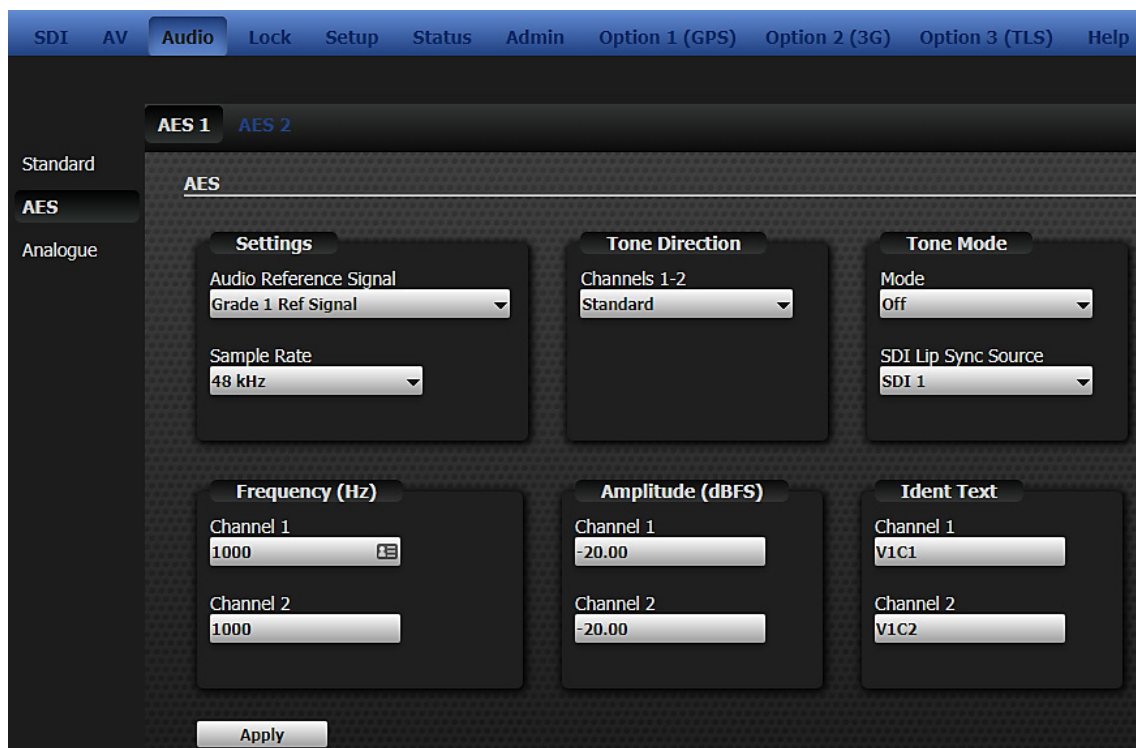 SDI AV Audio Lock Setup Status Admin Option 1 (GPS) Option 2 (3G) Option 3 (TLS) Help
AES 1 AES 2
Standard
AES
Analogue
AES
Settings
Audio Reference Signal
Grade 1 Ref Signal
Sample Rate
48 kHz
Tone Direction
Channels 1-2
Standard
Tone Mode
Mode
Off
SDI Lip Sync Source
SDI 1
Frequency (Hz)
Channel 1
1000
Channel 2
1000
Amplitude (dBFS)
Channel 1
-20.00
Channel 2
-20.00
Ident Text
Channel 1
V1C1
Channel 2
V1C2
Apply